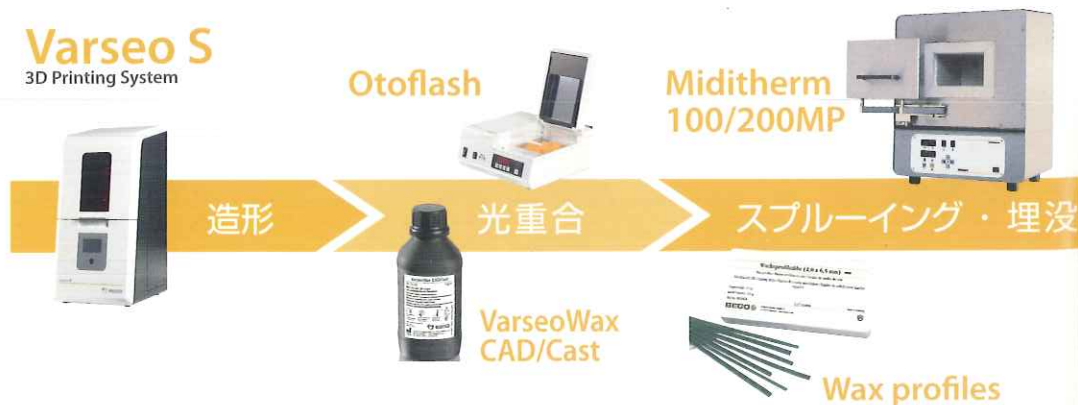 Varseo S
3D Printing System
Otoflash
Miditherm
100/200MP
造形
光重合
スプルーイング・埋没
VarseoWax
CAD/Cast
BEGO
Wax profiles